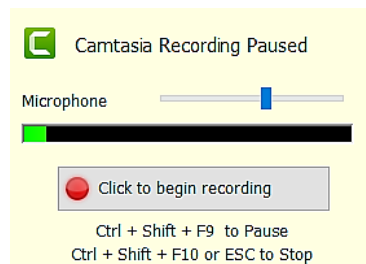 Camtasia Recording Paused
Microphone
Click to begin recording
Ctrl + Shift + F9 to Pause
Ctrl + Shift + F10 or ESC to Stop